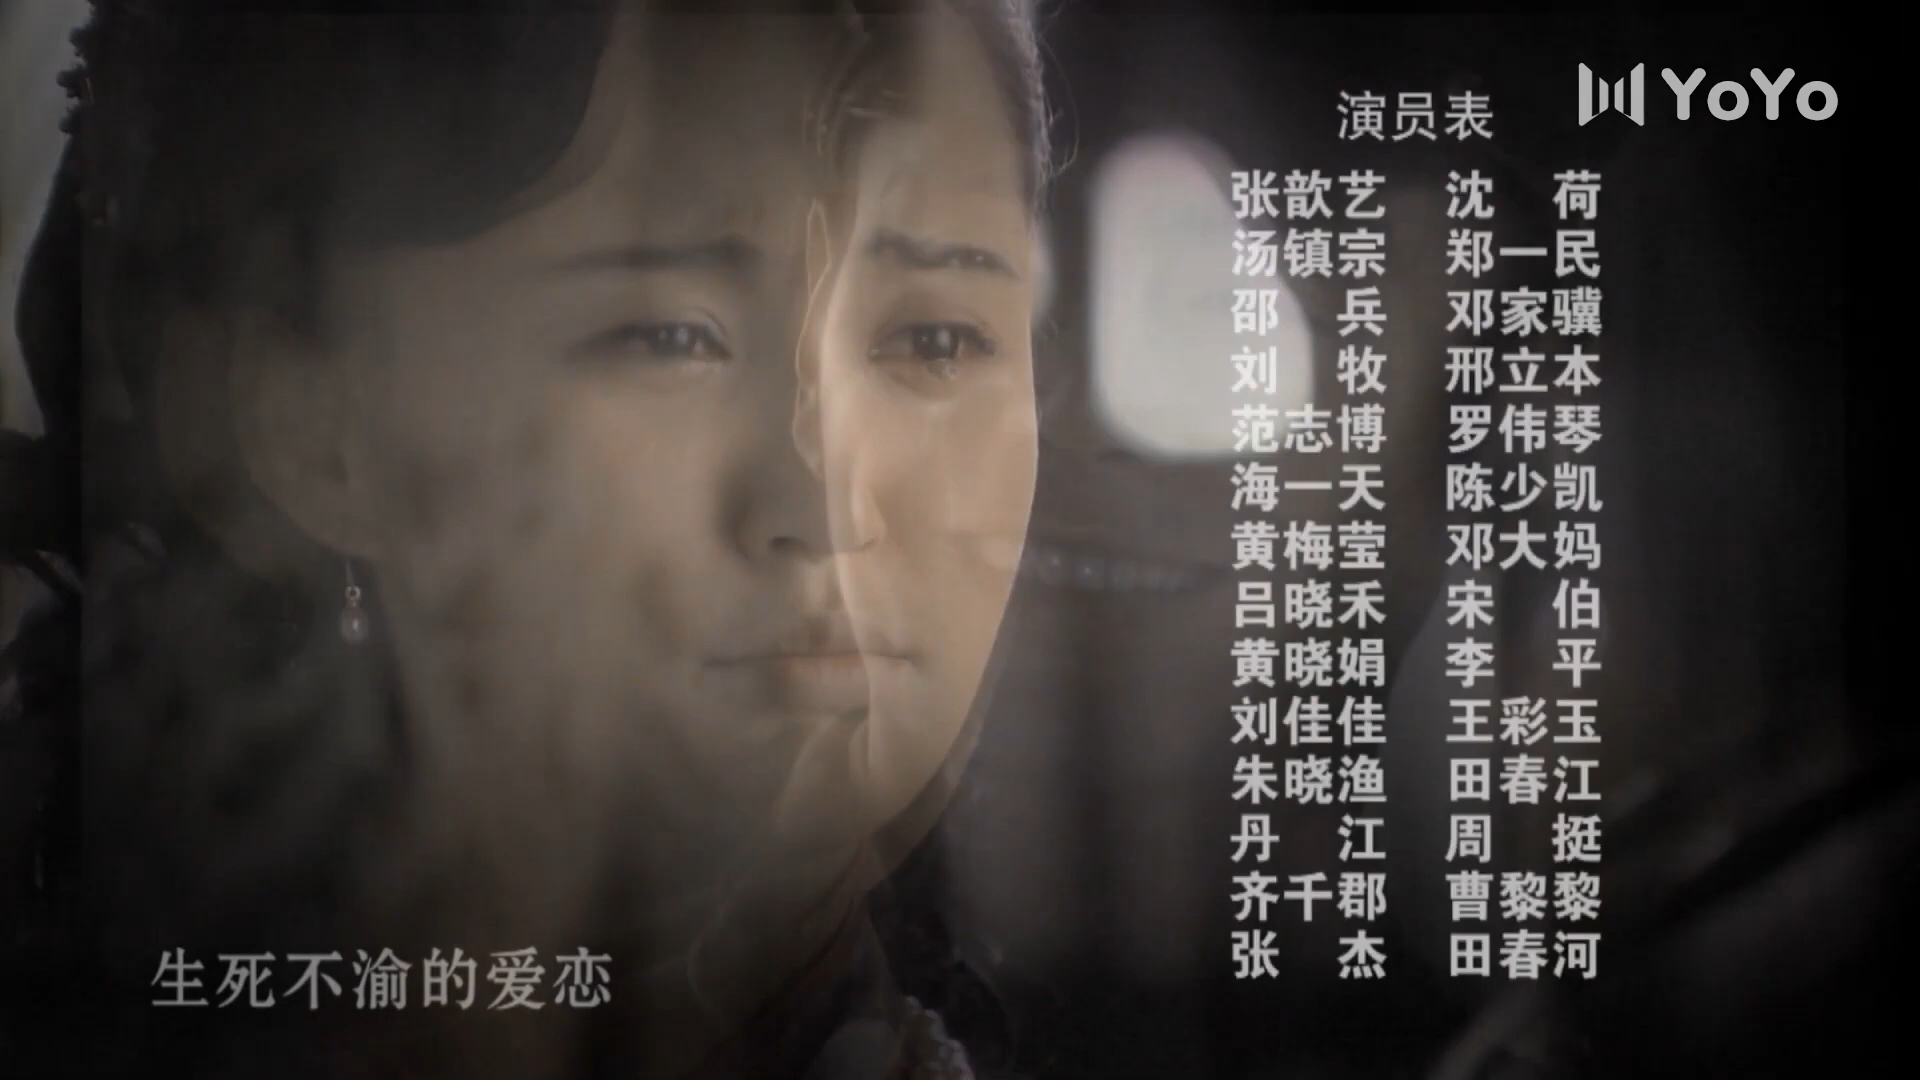 YoYo
演员表
张歆艺 沈荷
汤镇宗 郑一民
邵兵 邓家骥
刘牧 邢立本
范志博 罗伟琴
海一天 陈少凯
黄梅莹 邓大妈
吕晓禾 宋伯
黄晓娟 李平
刘佳佳 王彩玉
朱晓渔 田春江
丹江 周挺
齐千郡 曹黎黎
张杰 田春河
生死不渝的爱恋